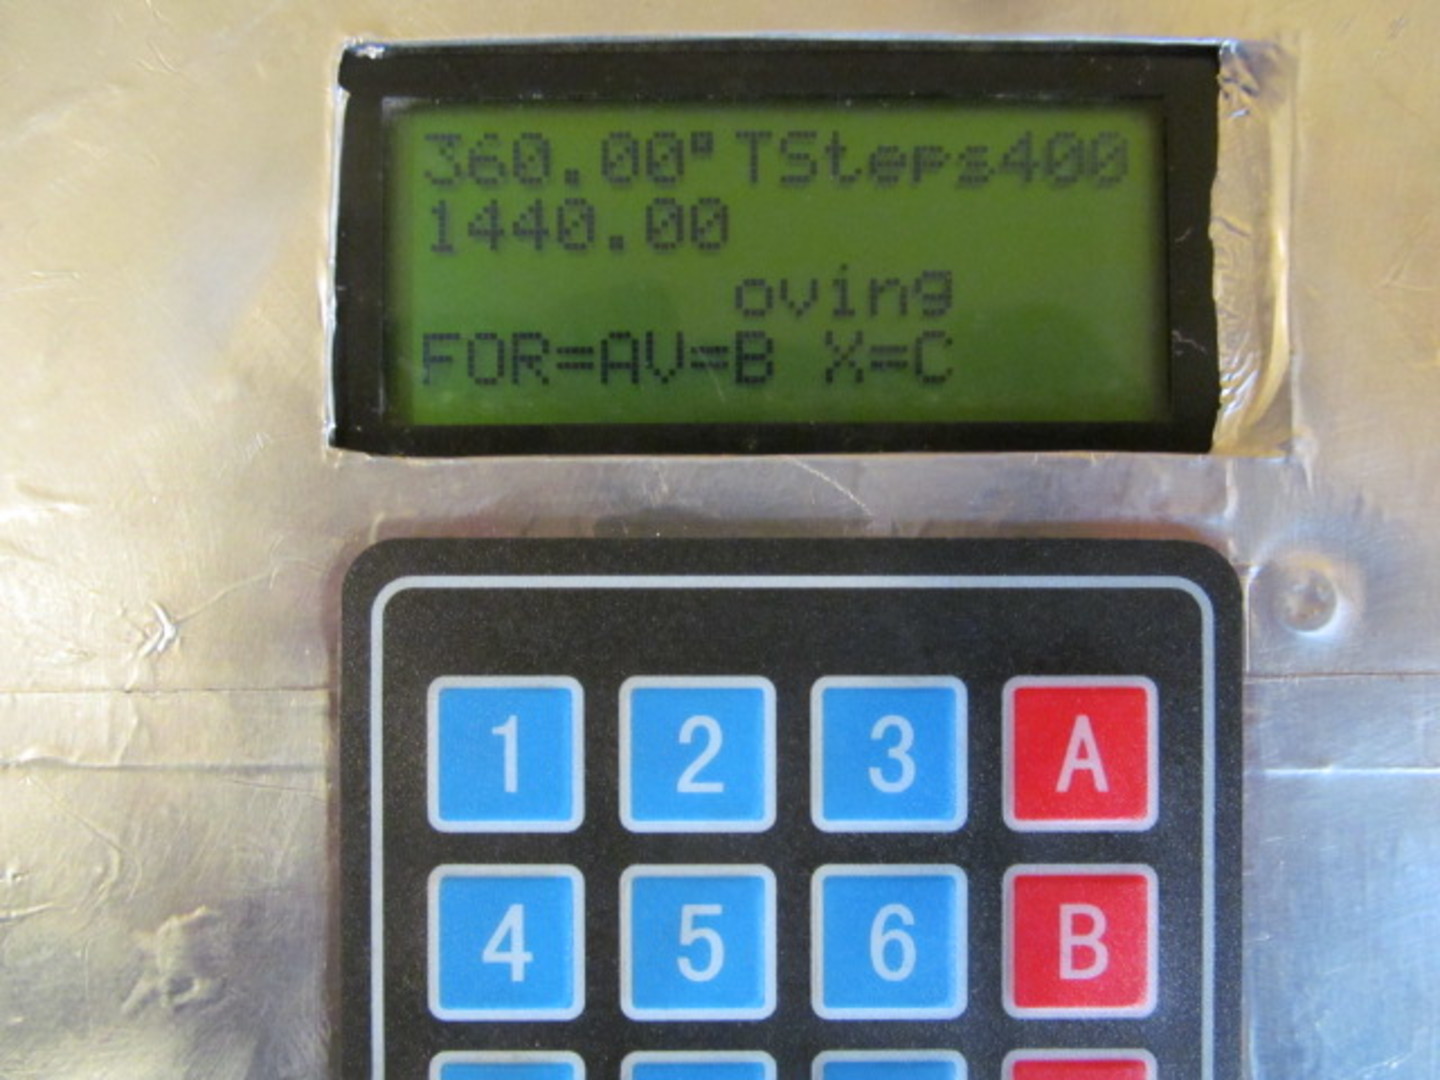 360.00° TSteps400
1440.00
oving
FOR=AV=B X=C
1 2 3 A
4 5 6 B